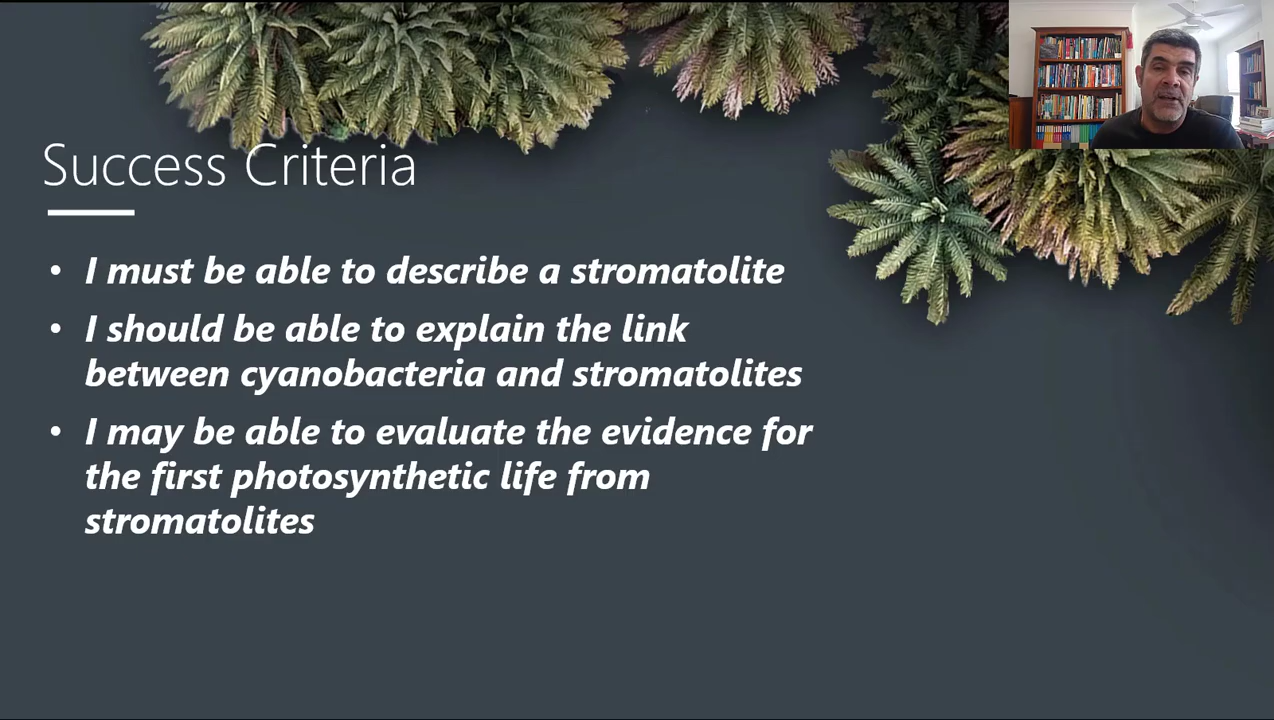 Success Criteria
• I must be able to describe a stromatolite
• I should be able to explain the link
between cyanobacteria and stromatolites
• I may be able to evaluate the evidence for
the first photosynthetic life from
stromatolites